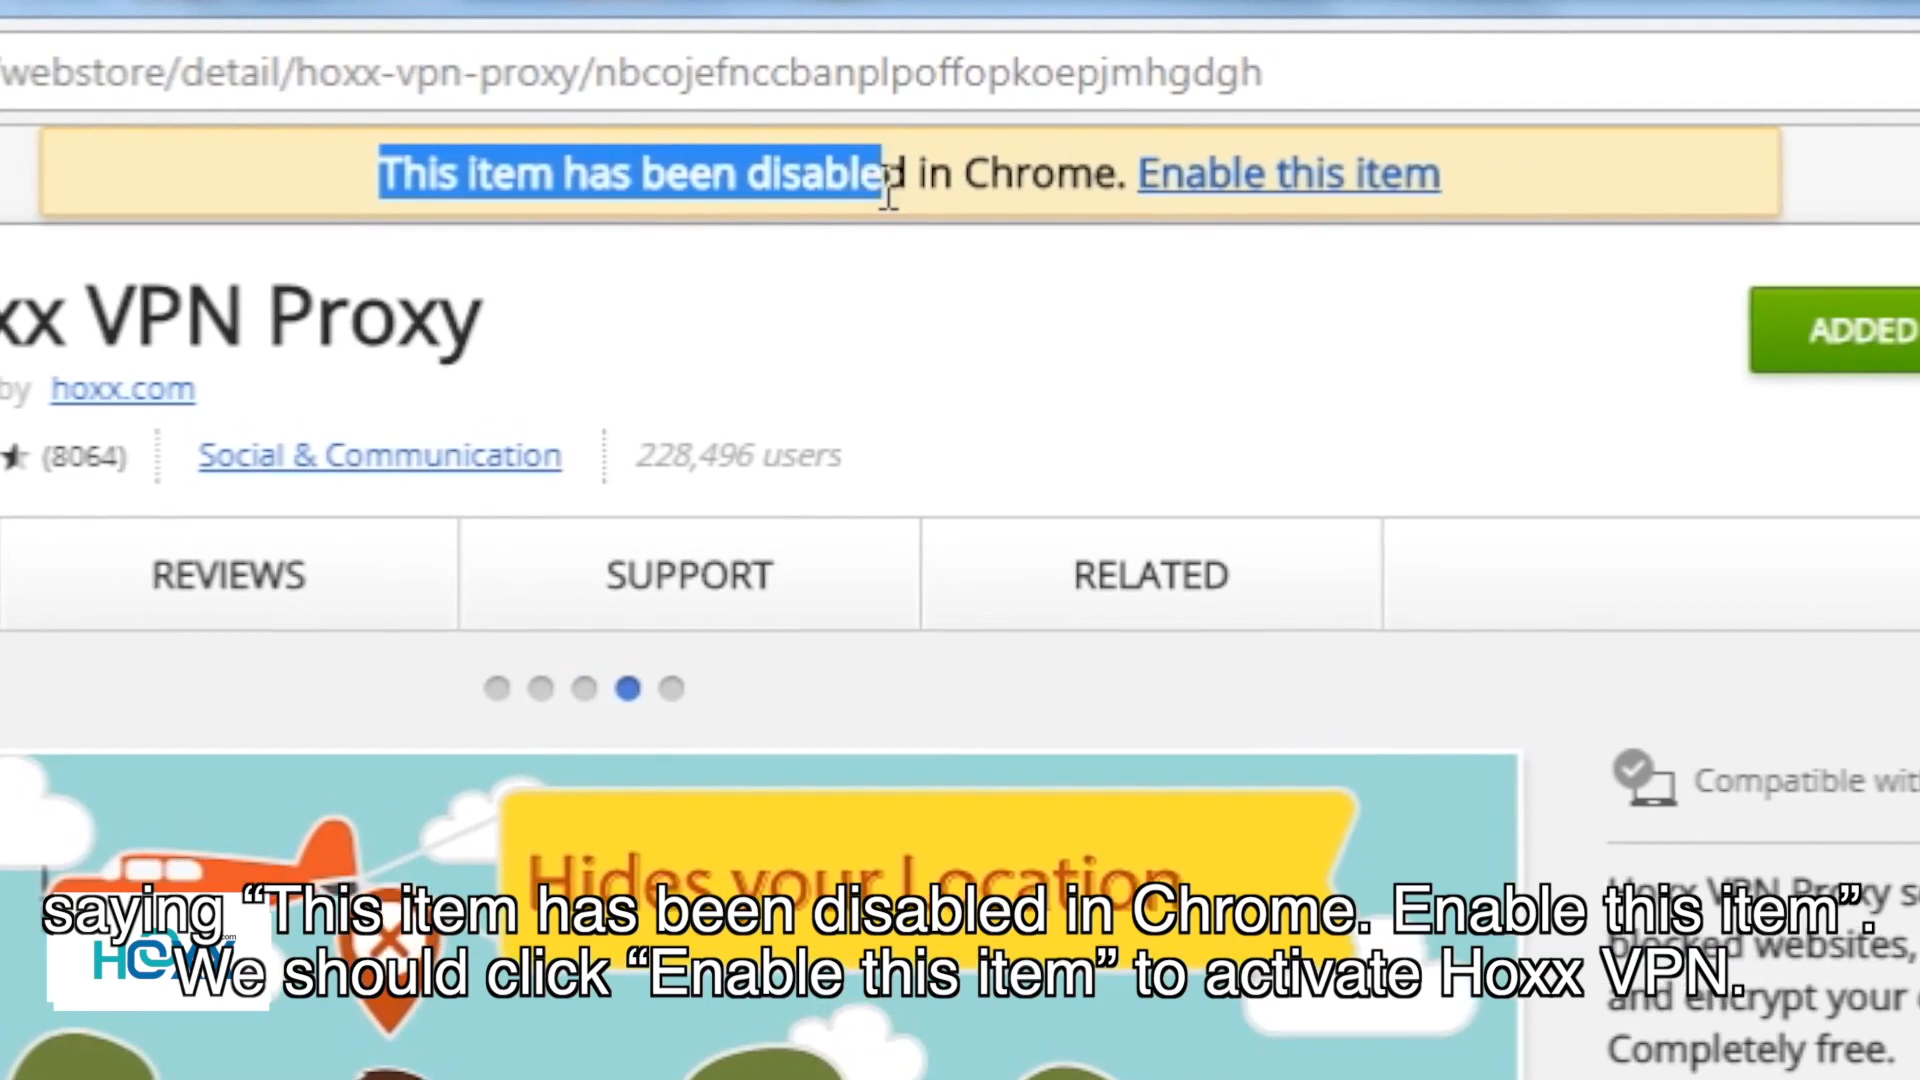 /webstore/detail/hoxx-vpn-proxy/nbcojefnccbanplpoffopkoepjmhgdgh
This item has been disabled in Chrome. Enable this item
xx VPN Proxy
ADDED
by hoxx.com
(8064) Social & Communication 228,496 users
REVIEWS SUPPORT RELATED
Compatible wit
Hides your Location
saying “This item has been disabled in Chrome. Enable this item”.
We should click “Enable this item” to activate Hoxx VPN.
blocked websites,
and encrypt your
Completely free.